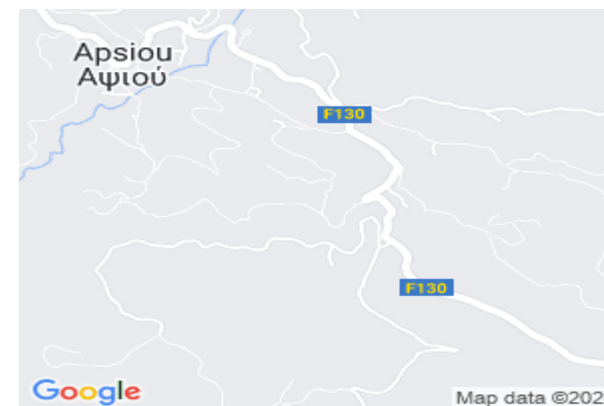 Apsiou
Αψιού
F130
F130
Google
Map data ©202